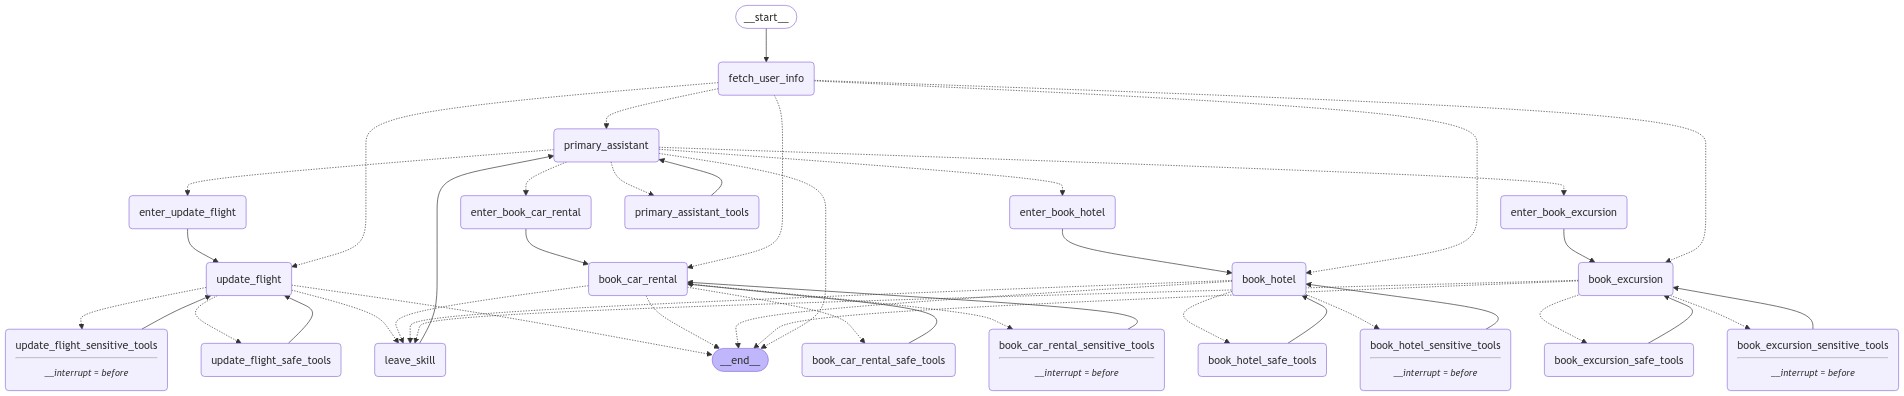 __start__
fetch_user_info
primary_assistant
enter_update_flight
enter_book_car_rental
primary_assistant_tools
enter_book_hotel
enter_book_excursion
update_flight
book_car_rental
book_hotel
book_excursion
update_flight_sensitive_tools
__interrupt = before
update_flight_safe_tools
leave_skill
__end__
book_car_rental_safe_tools
book_car_rental_sensitive_tools
__interrupt = before
book_hotel_safe_tools
book_hotel_sensitive_tools
__interrupt = before
book_excursion_safe_tools
book_excursion_sensitive_tools
__interrupt = before